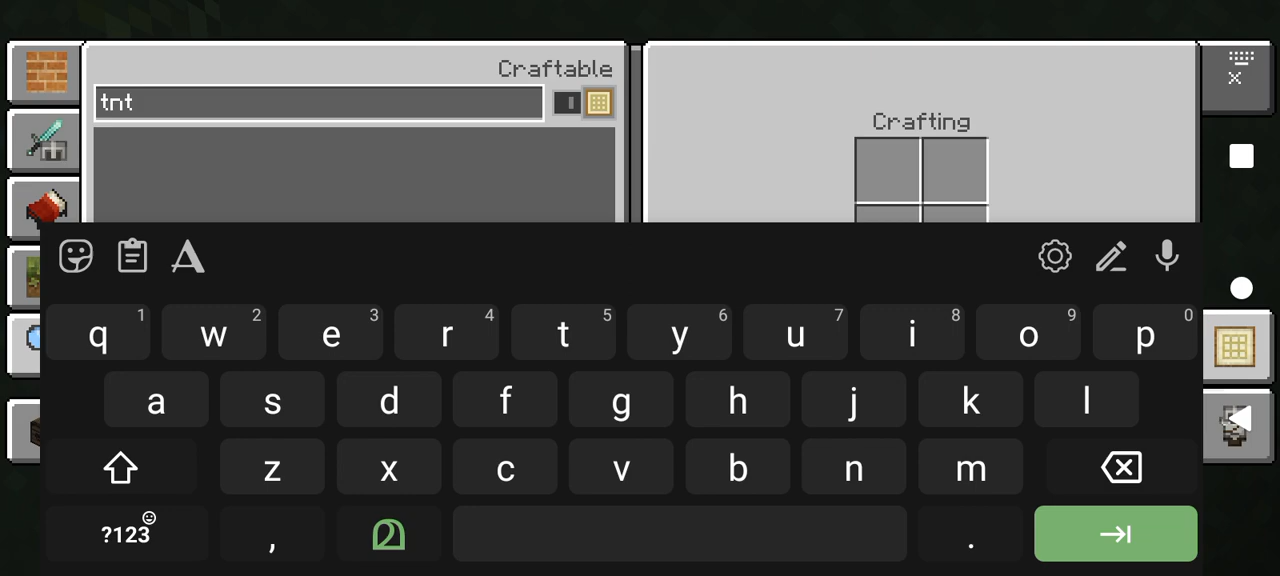 Craftable
tnt
Crafting
q 1 w 2 e 3 r 4 t 5 y 6 u 7 i 8 o 9 p 0
a s d f g h j k l
z x c v b n m
?123 , മ .